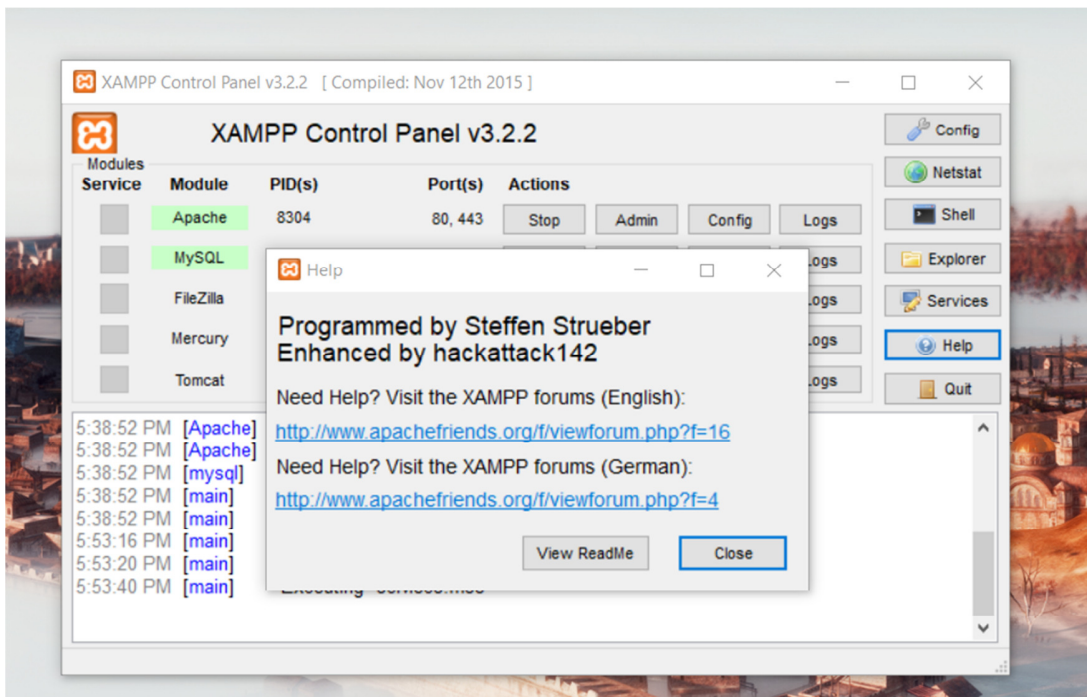 XAMPP Control Panel v3.2.2 [ Compiled: Nov 12th 2015 ]
XAMPP Control Panel v3.2.2
Config
Modules
Service Module PID(s) Port(s) Actions
Netstat
Apache 8304 80, 443 Stop Admin Config Logs
Shell
MySQL
Explorer
FileZilla
Services
Mercury
Help
Tomcat
Quit
Help
Programmed by Steffen Strueber
Enhanced by hackattack142
Need Help? Visit the XAMPP forums (English):
http://www.apachefriends.org/f/viewforum.php?f=16
Need Help? Visit the XAMPP forums (German):
http://www.apachefriends.org/f/viewforum.php?f=4
View ReadMe Close
5:38:52 PM [Apache]
5:38:52 PM [Apache]
5:38:52 PM [mysql]
5:38:52 PM [main]
5:38:52 PM [main]
5:53:16 PM [main]
5:53:20 PM [main]
5:53:40 PM [main]